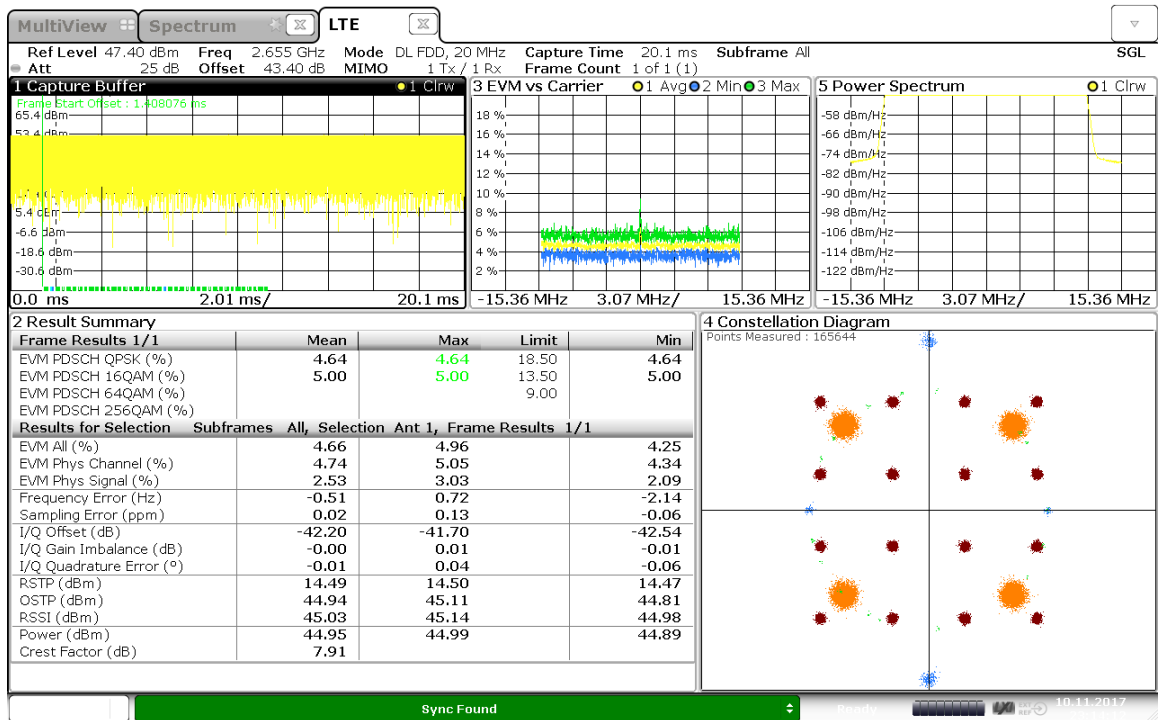 MultiView Spectrum LTE
Ref Level 47.40 dBm Freq 2.655 GHz Mode DL FDD, 20 MHz Capture Time 20.1 ms Subframe All SGL
Att 25 dB Offset 43.40 dB MIMO 1 Tx / 1 Rx Frame Count 1 of 1 (1)
1 Capture Buffer 1 Clrw
Frame Start Offset : 1.408076 ms
65.4 dBm
53.4 dBm
5.4 dBm
-6.6 dBm
-18.6 dBm
-30.6 dBm
0.0 ms 2.01 ms/ 20.1 ms
3 EVM vs Carrier 1 Avg 2 Min 3 Max
18 %
16 %
14 %
12 %
10 %
8 %
6 %
4 %
2 %
-15.36 MHz 3.07 MHz/ 15.36 MHz
5 Power Spectrum 1 Clrw
-58 dBm/Hz
-66 dBm/Hz
-74 dBm/Hz
-82 dBm/Hz
-90 dBm/Hz
-98 dBm/Hz
-106 dBm/Hz
-114 dBm/Hz
-122 dBm/Hz
-15.36 MHz 3.07 MHz/ 15.36 MHz
2 Result Summary
Frame Results 1/1 Mean Max Limit Min
EVM PDSCH QPSK (%) 4.64 4.64 18.50 4.64
EVM PDSCH 16QAM (%) 5.00 5.00 13.50 5.00
EVM PDSCH 64QAM (%) 9.00
EVM PDSCH 256QAM (%)
Results for Selection Subframes All, Selection Ant 1, Frame Results 1/1
EVM All (%) 4.66 4.96 4.25
EVM Phys Channel (%) 4.74 5.05 4.34
EVM Phys Signal (%) 2.53 3.03 2.09
Frequency Error (Hz) -0.51 0.72 -2.14
Sampling Error (ppm) 0.02 0.13 -0.06
I/Q Offset (dB) -42.20 -41.70 -42.54
I/Q Gain Imbalance (dB) -0.00 0.01 -0.01
I/Q Quadrature Error (º) -0.01 0.04 -0.06
RSTP (dBm) 14.49 14.50 14.47
OSTP (dBm) 44.94 45.11 44.81
RSSI (dBm) 45.03 45.14 44.98
Power (dBm) 44.95 44.99 44.89
Crest Factor (dB) 7.91
4 Constellation Diagram
Points Measured : 165644
Sync Found Ready EXT REF 10.11.2017